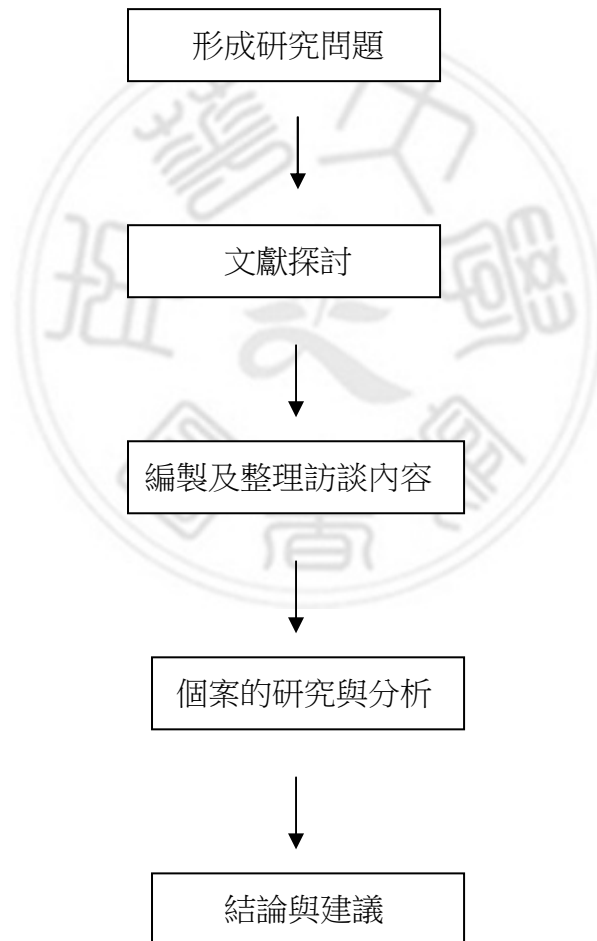 形成研究問題
文獻探討
編製及整理訪談內容
個案的研究與分析
結論與建議